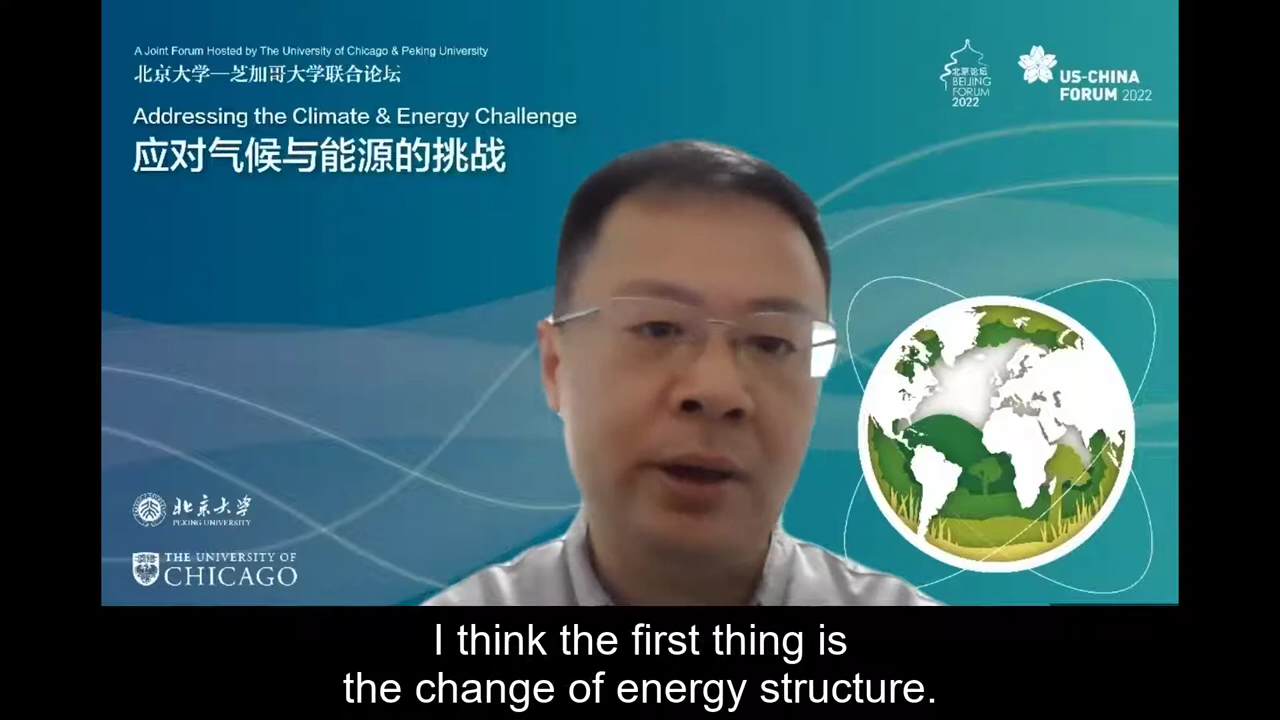 A Joint Forum Hosted by The University of Chicago & Peking University
北京大学—芝加哥大学联合论坛
Addressing the Climate & Energy Challenge
应对气候与能源的挑战
北京论坛
BEIJING
FORUM
2022
US-CHINA
FORUM 2022
北京大学
PEKING UNIVERSITY
THE UNIVERSITY OF
CHICAGO
I think the first thing is
the change of energy structure.